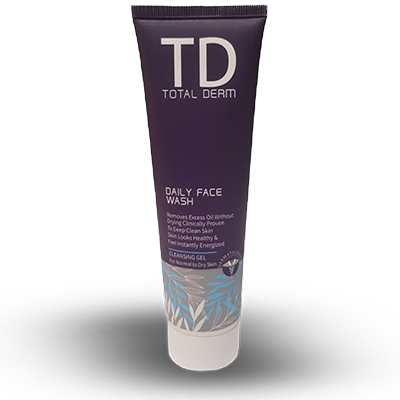 TD
TOTAL DERM
DAILY FACE
WASH
Removes Excess Oil Without
Drying Clinically Proven
To Deep Clean Skin
Skin Looks Healthy &
Feel Instantly Energized
CLEANSING GEL
For Normal to Dry Skin